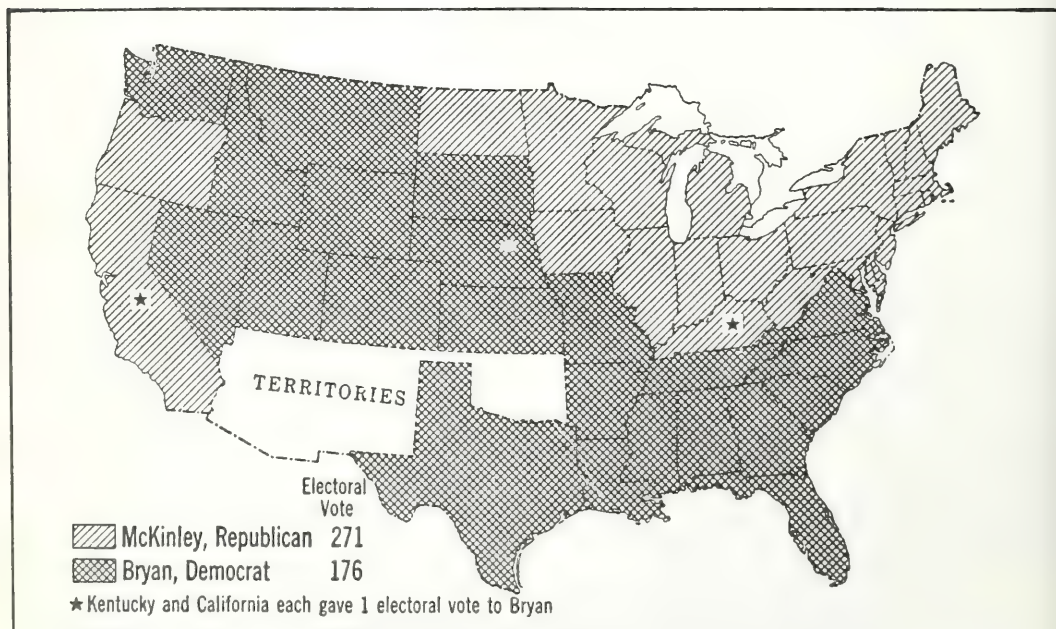 TERRITORIES
Electoral
Vote
McKinley, Republican 271
Bryan, Democrat 176
★ Kentucky and California each gave 1 electoral vote to Bryan